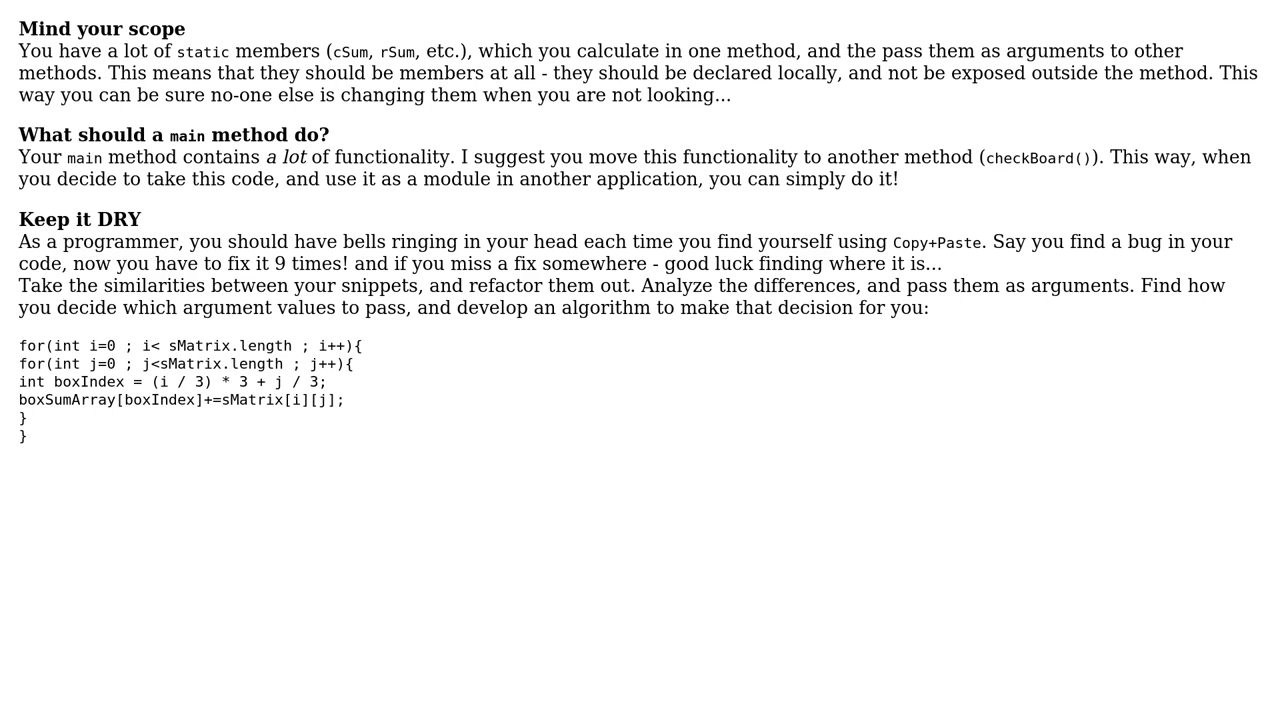 Mind your scope
You have a lot of static members (cSum, rSum, etc.), which you calculate in one method, and the pass them as arguments to other
methods. This means that they should be members at all - they should be declared locally, and not be exposed outside the method. This
way you can be sure no-one else is changing them when you are not looking...
What should a main method do?
Your main method contains a lot of functionality. I suggest you move this functionality to another method (checkBoard()). This way, when
you decide to take this code, and use it as a module in another application, you can simply do it!
Keep it DRY
As a programmer, you should have bells ringing in your head each time you find yourself using Copy+Paste. Say you find a bug in your
code, now you have to fix it 9 times! and if you miss a fix somewhere - good luck finding where it is...
Take the similarities between your snippets, and refactor them out. Analyze the differences, and pass them as arguments. Find how
you decide which argument values to pass, and develop an algorithm to make that decision for you:
for(int i=0 ; i< sMatrix.length ; i++){
for(int j=0 ; j<sMatrix.length ; j++){
int boxIndex = (i / 3) * 3 + j / 3;
boxSumArray[boxIndex]+=sMatrix[i][j];
}
}